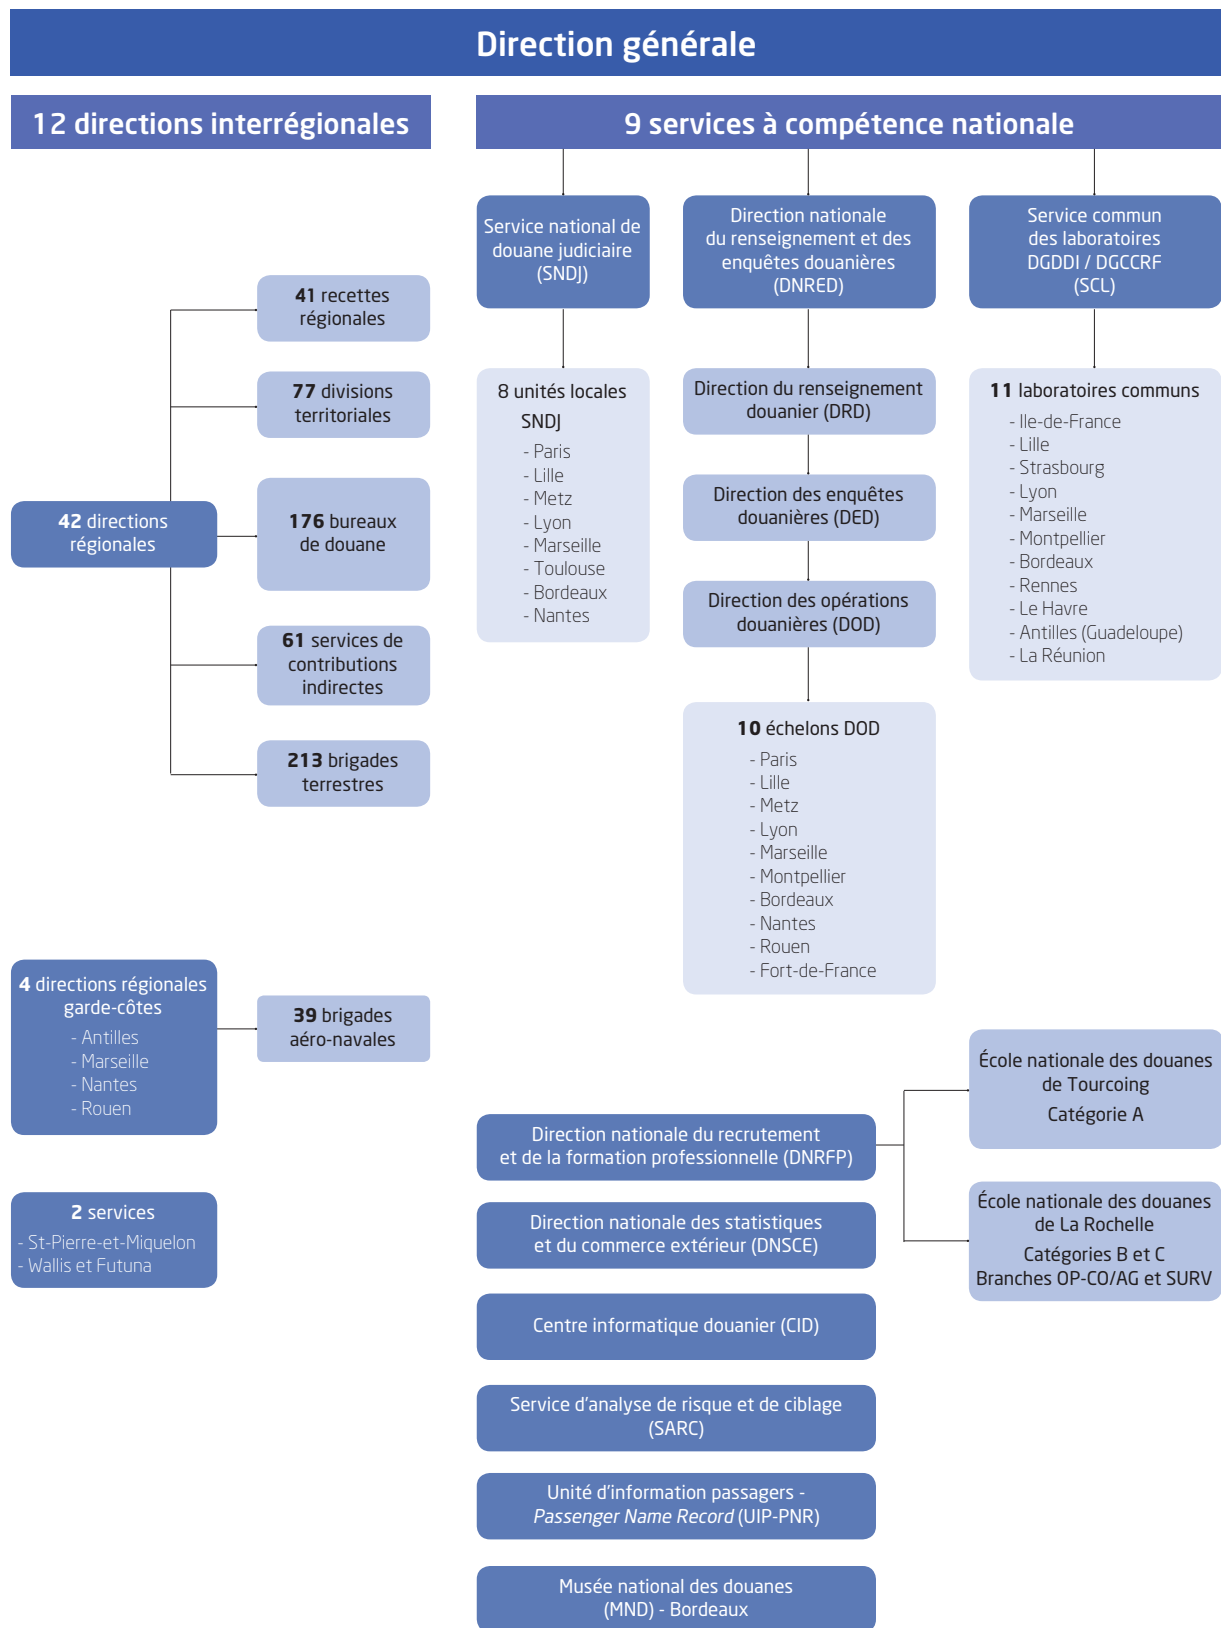 Direction générale
12 directions interrégionales
42 directions
régionales
41 recettes
régionales
77 divisions
territoriales
176 bureaux
de douane
61 services de
contributions
indirectes
213 brigades
terrestres
4 directions régionales
garde-côtes
- Antilles
- Marseille
- Nantes
- Rouen
39 brigades
aéro-navales
2 services
- St-Pierre-et-Miquelon
- Wallis et Futuna
9 services à compétence nationale
Service national de
douane judiciaire
(SNDJ)
8 unités locales
SNDJ
- Paris
- Lille
- Metz
- Lyon
- Marseille
- Toulouse
- Bordeaux
- Nantes
Direction nationale
du renseignement et des
enquêtes douanières
(DNRED)
Direction du renseignement
douanier (DRD)
Direction des enquêtes
douanières (DED)
Direction des opérations
douanières (DOD)
10 échelons DOD
- Paris
- Lille
- Metz
- Lyon
- Marseille
- Montpellier
- Bordeaux
- Nantes
- Rouen
- Fort-de-France
Service commun
des laboratoires
DGDDI / DGCCRF
(SCL)
11 laboratoires communs
- Ile-de-France
- Lille
- Strasbourg
- Lyon
- Marseille
- Montpellier
- Bordeaux
- Rennes
- Le Havre
- Antilles (Guadeloupe)
- La Réunion
Direction nationale du recrutement
et de la formation professionnelle (DNRFP)
École nationale des douanes
de Tourcoing
Catégorie A
École nationale des douanes
de La Rochelle
Catégories B et C
Branches OP-CO/AG et SURV
Direction nationale des statistiques
et du commerce extérieur (DNSCE)
Centre informatique douanier (CID)
Service d'analyse de risque et de ciblage
(SARC)
Unité d'information passagers -
Passenger Name Record (UIP-PNR)
Musée national des douanes
(MND) - Bordeaux